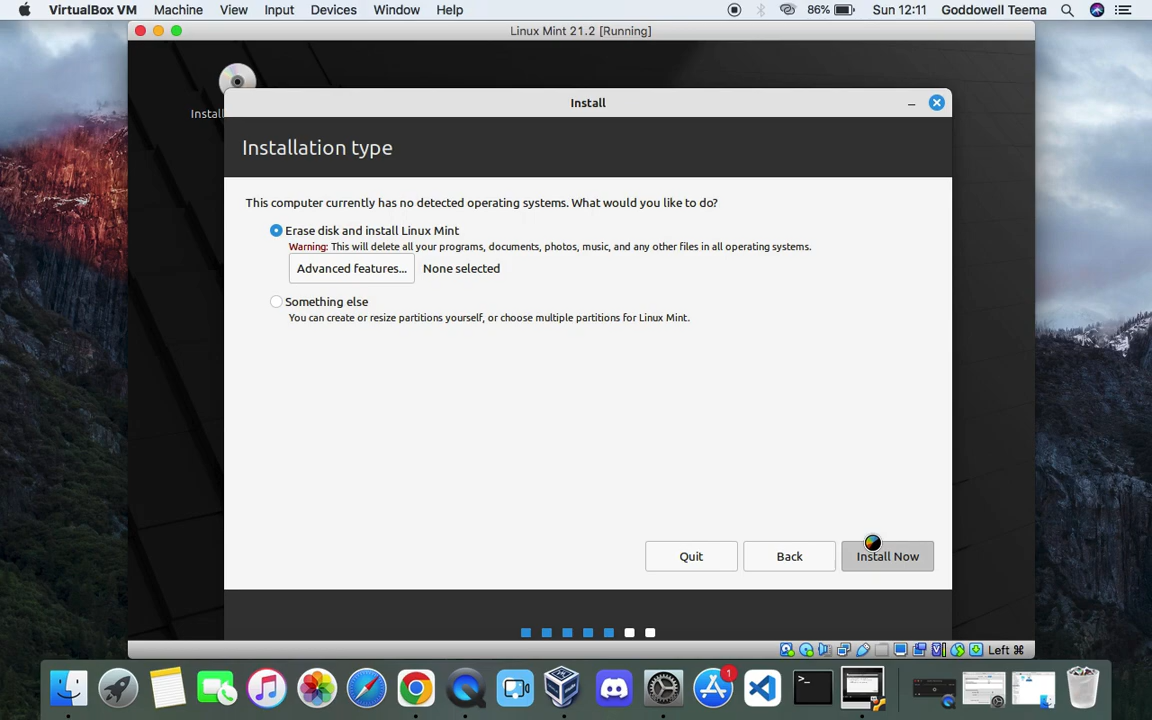 VirtualBox VM Machine View Input Devices Window Help 86% Sun 12:11 Goddowell Teema
Linux Mint 21.2 [Running]
Install
Install
Installation type
This computer currently has no detected operating systems. What would you like to do?
Erase disk and install Linux Mint
Warning: This will delete all your programs, documents, photos, music, and any other files in all operating systems.
Advanced features... None selected
Something else
You can create or resize partitions yourself, or choose multiple partitions for Linux Mint.
Quit Back Install Now
Left ⌘
1
>_